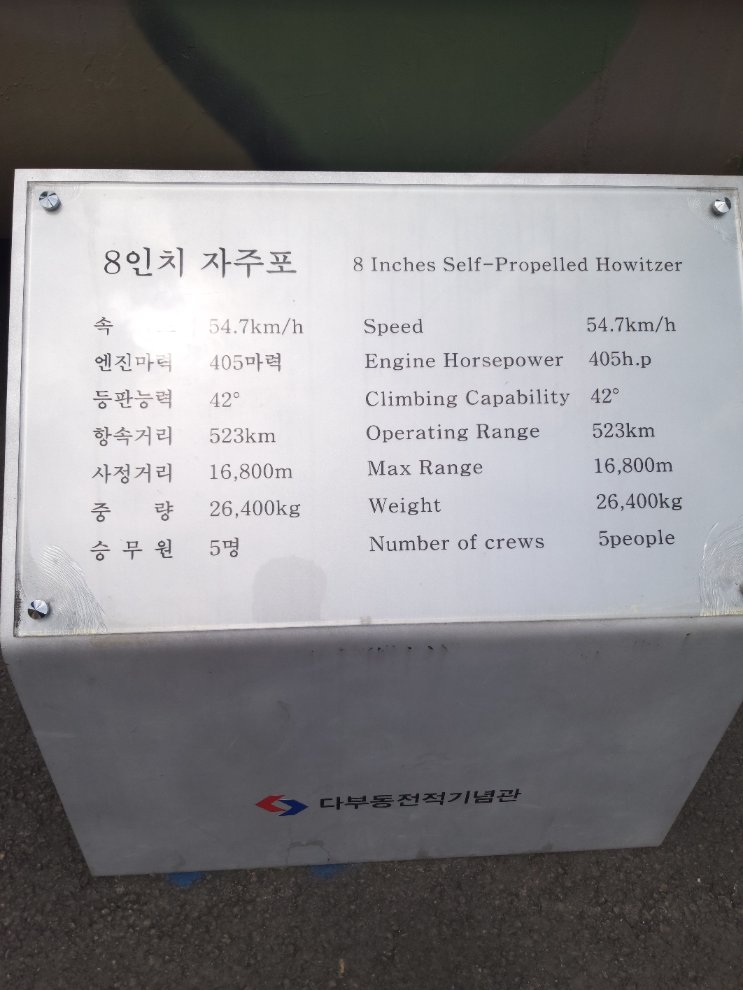 8인치 자주포 8 Inches Self-Propelled Howitzer
속 54.7km/h Speed 54.7km/h
엔진마력 405마력 Engine Horsepower 405h.p
등판능력 42° Climbing Capability 42°
항속거리 523km Operating Range 523km
사정거리 16,800m Max Range 16,800m
중 량 26,400kg Weight 26,400kg
승 무 원 5명 Number of crews 5people
다부동전적기념관